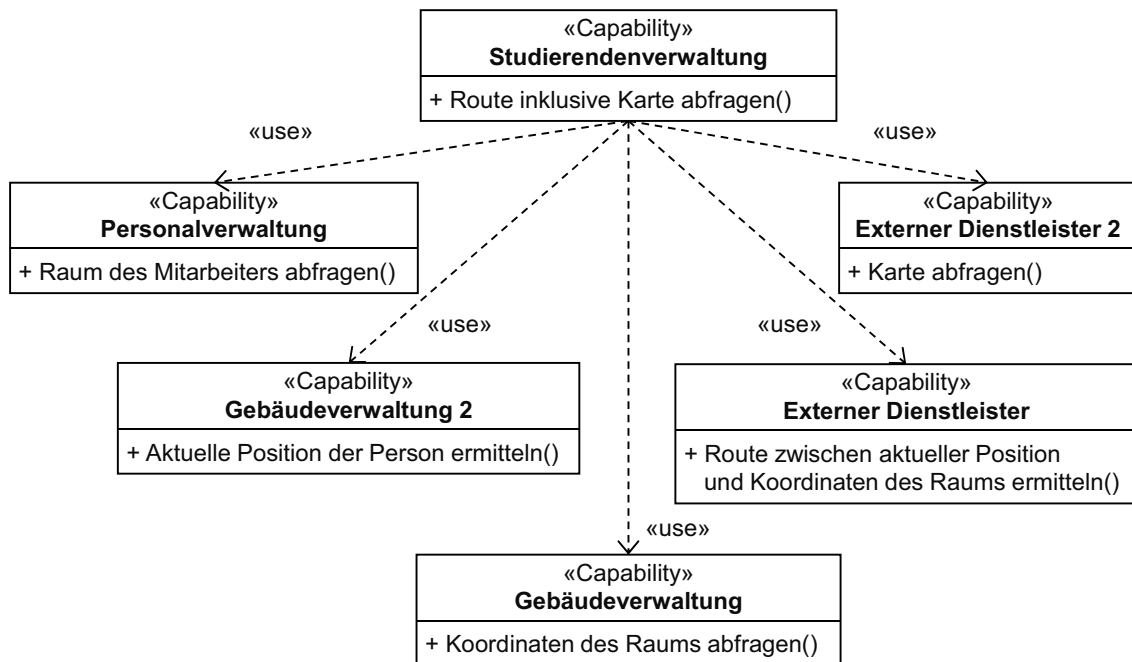 «Capability»
Studierendenverwaltung
+ Route inklusive Karte abfragen()
«use»
«use»
«Capability»
Personalverwaltung
+ Raum des Mitarbeiters abfragen()
«Capability»
Externer Dienstleister 2
+ Karte abfragen()
«use»
«use»
«Capability»
Gebäudeverwaltung 2
+ Aktuelle Position der Person ermitteln()
«Capability»
Externer Dienstleister
+ Route zwischen aktueller Position
und Koordinaten des Raums ermitteln()
«use»
«Capability»
Gebäudeverwaltung
+ Koordinaten des Raums abfragen()